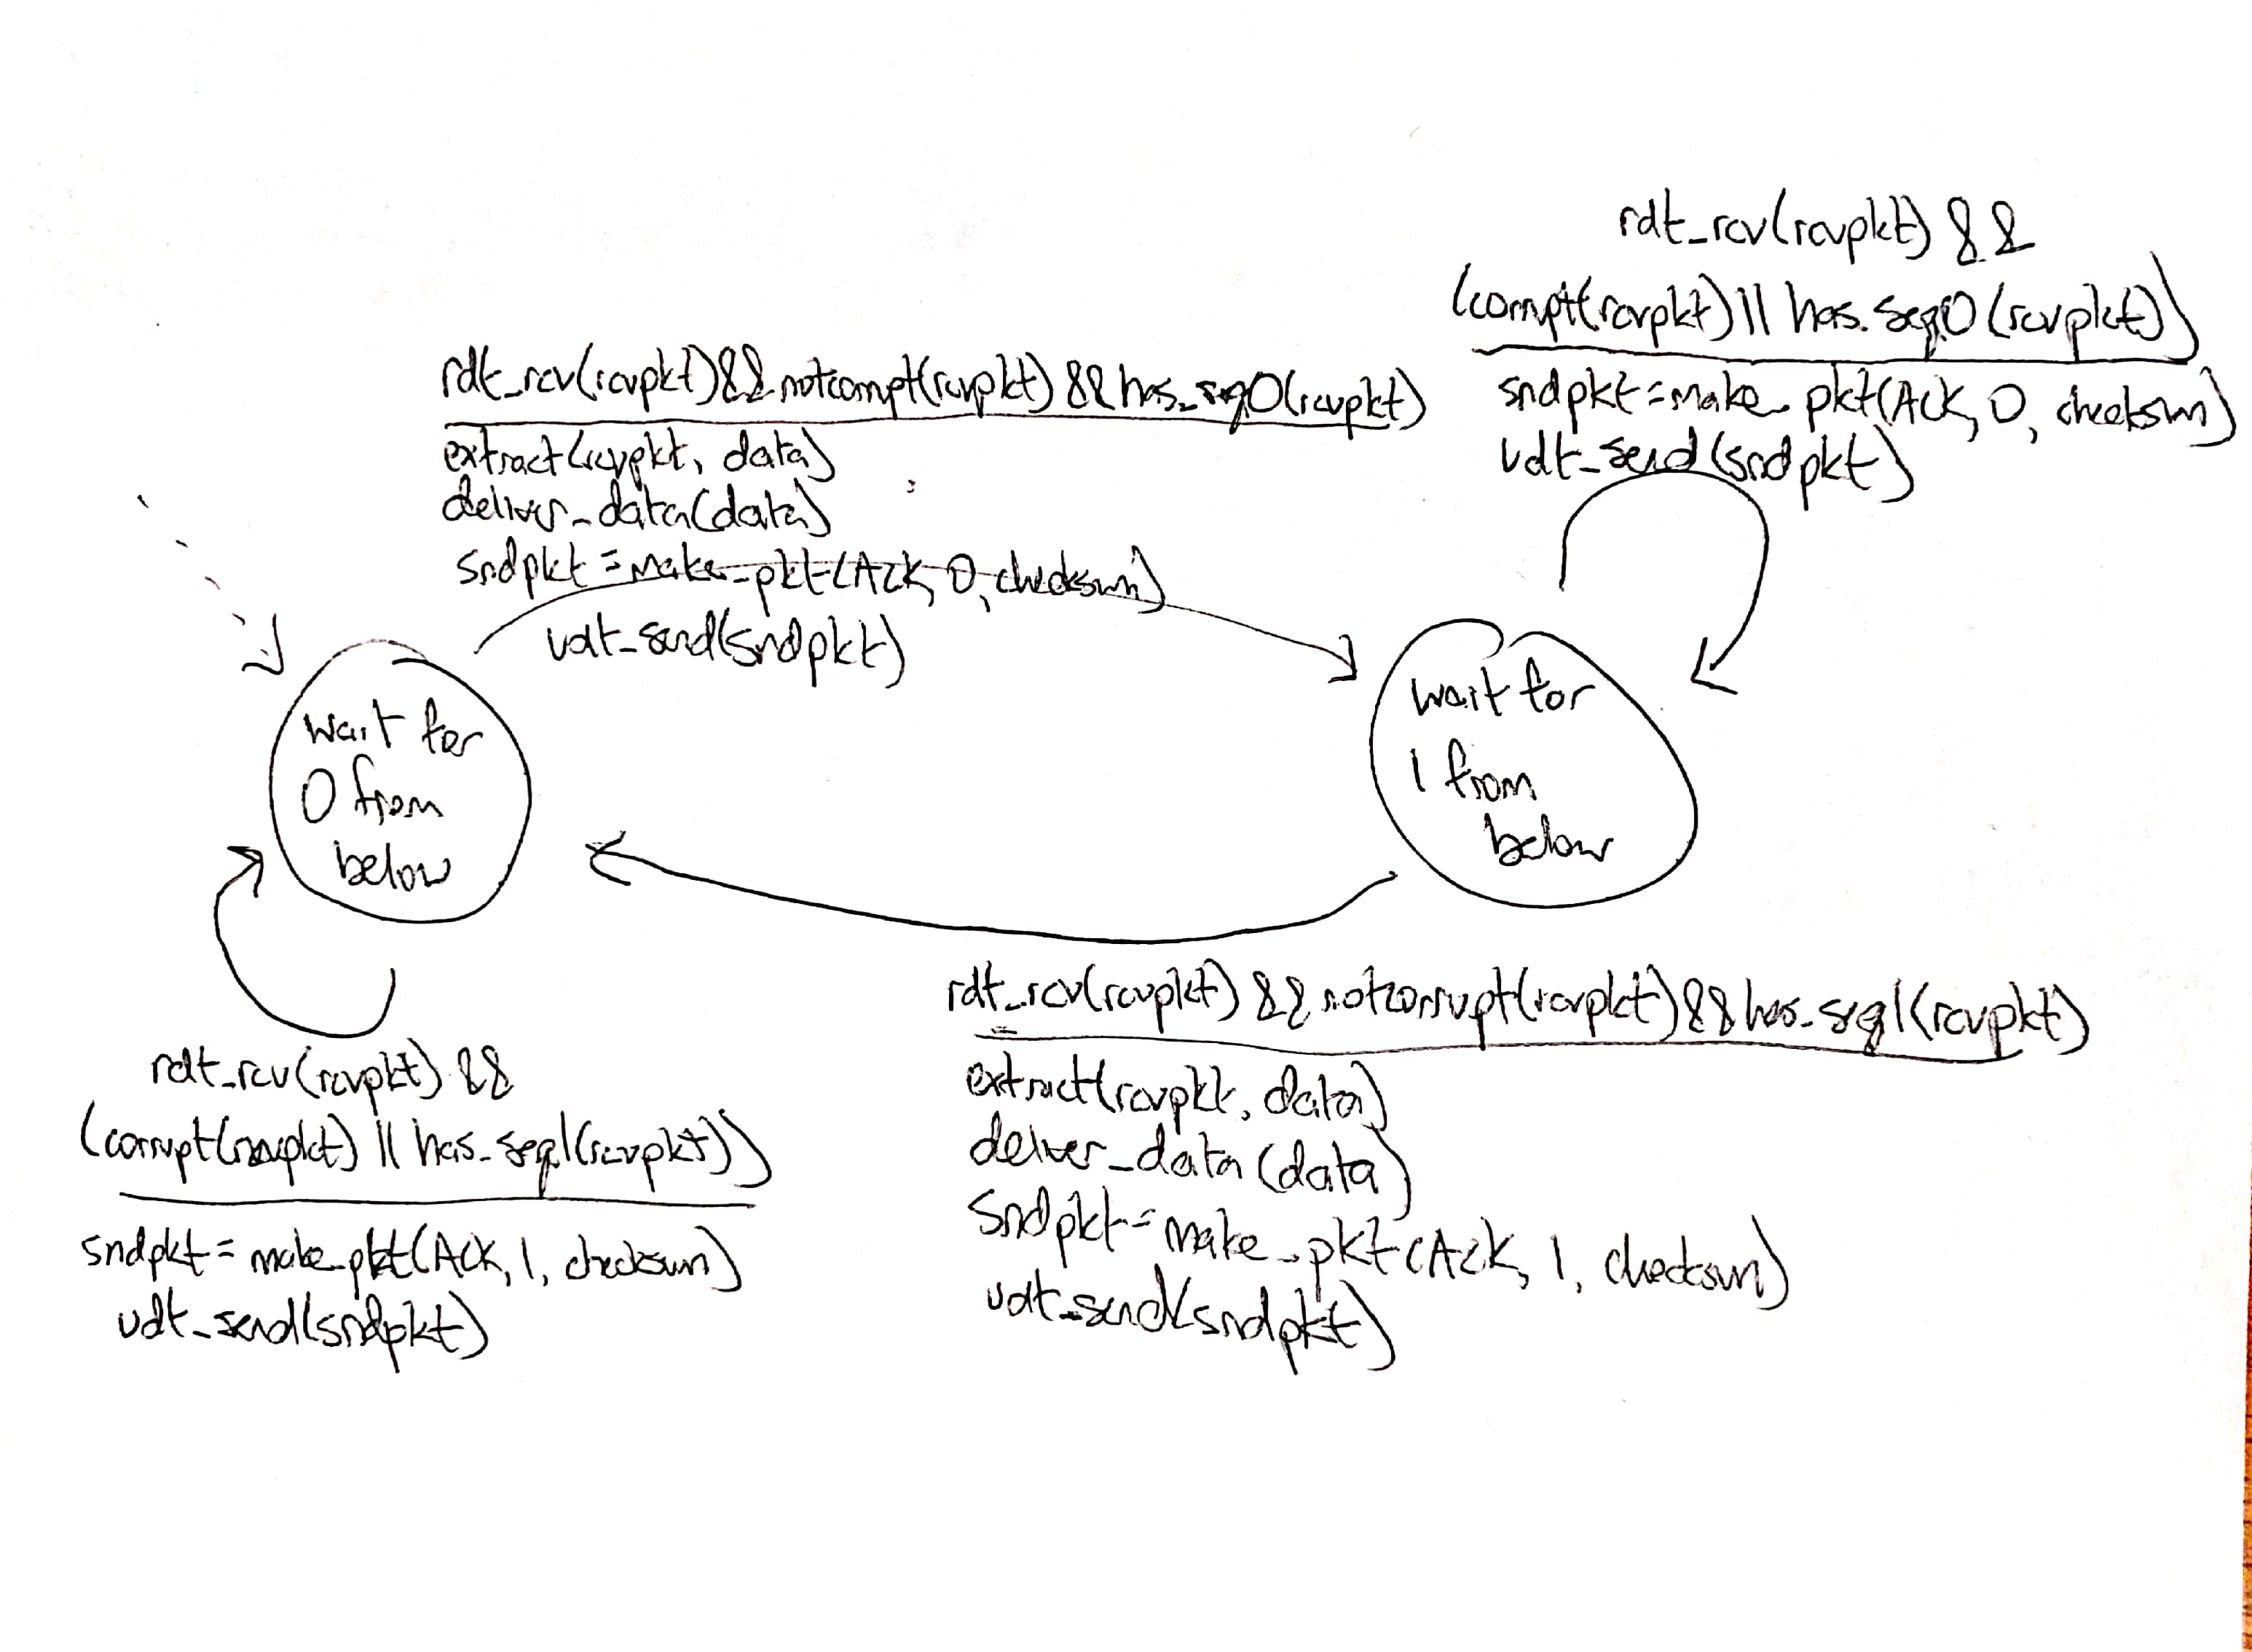 rdt_rcv(rcvpkt) &&
(corrupt(rcvpkt) || has_seq0(rcvpkt))
sndpkt=make_pkt(ACK, 0, checksum)
udt_send(sndpkt)
rdt_rcv(rcvpkt)&&notcorrupt(rcvpkt) && has_seq0(rcvpkt)
extract(rcvpkt, data)
deliver_data(data)
sndpkt=make_pkt(ACK, 0, checksum)
udt_send(sndpkt)
wait for
0 from
below
wait for
1 from
below
rdt_rcv(rcvpkt) &&
(corrupt(rcvpkt) || has_seq1(rcvpkt))
sndpkt=make_pkt(ACK, 1, checksum)
udt_send(sndpkt)
rdt_rcv(rcvpkt) && notcorrupt(rcvpkt)&&has_seq1(rcvpkt)
extract(rcvpkt, data)
deliver_data(data)
sndpkt=make_pkt(ACK, 1, checksum)
udt_send(sndpkt)